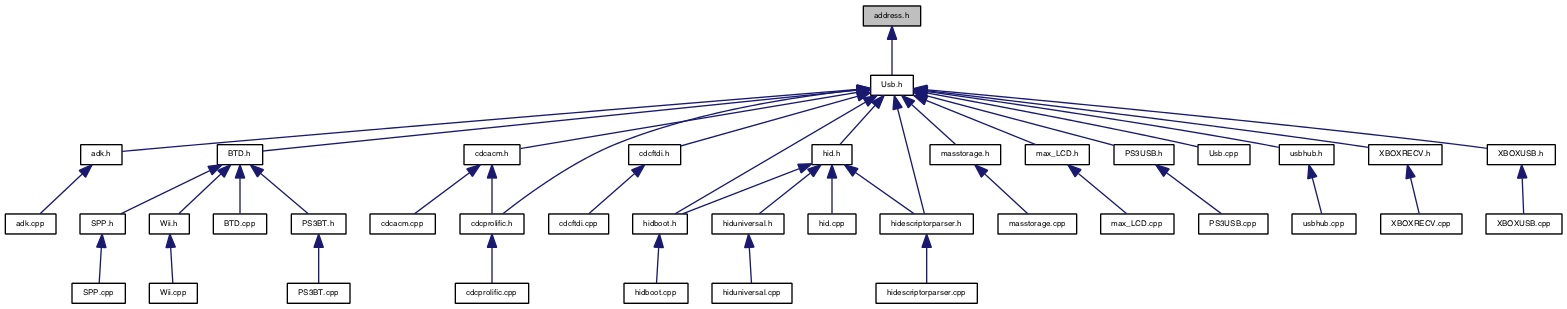 address.h
Usb.h
adk.h
BTD.h
cdcacm.h
cdcftdi.h
hid.h
masstorage.h
max_LCD.h
PS3USB.h
Usb.cpp
usbhub.h
XBOXRECV.h
XBOXUSB.h
adk.cpp
SPP.h
Wii.h
BTD.cpp
PS3BT.h
cdcacm.cpp
cdcprolific.h
cdcftdi.cpp
hidboot.h
hiduniversal.h
hid.cpp
hidescriptorparser.h
masstorage.cpp
max_LCD.cpp
PS3USB.cpp
usbhub.cpp
XBOXRECV.cpp
XBOXUSB.cpp
SPP.cpp
Wii.cpp
PS3BT.cpp
cdcprolific.cpp
hidboot.cpp
hiduniversal.cpp
hidescriptorparser.cpp